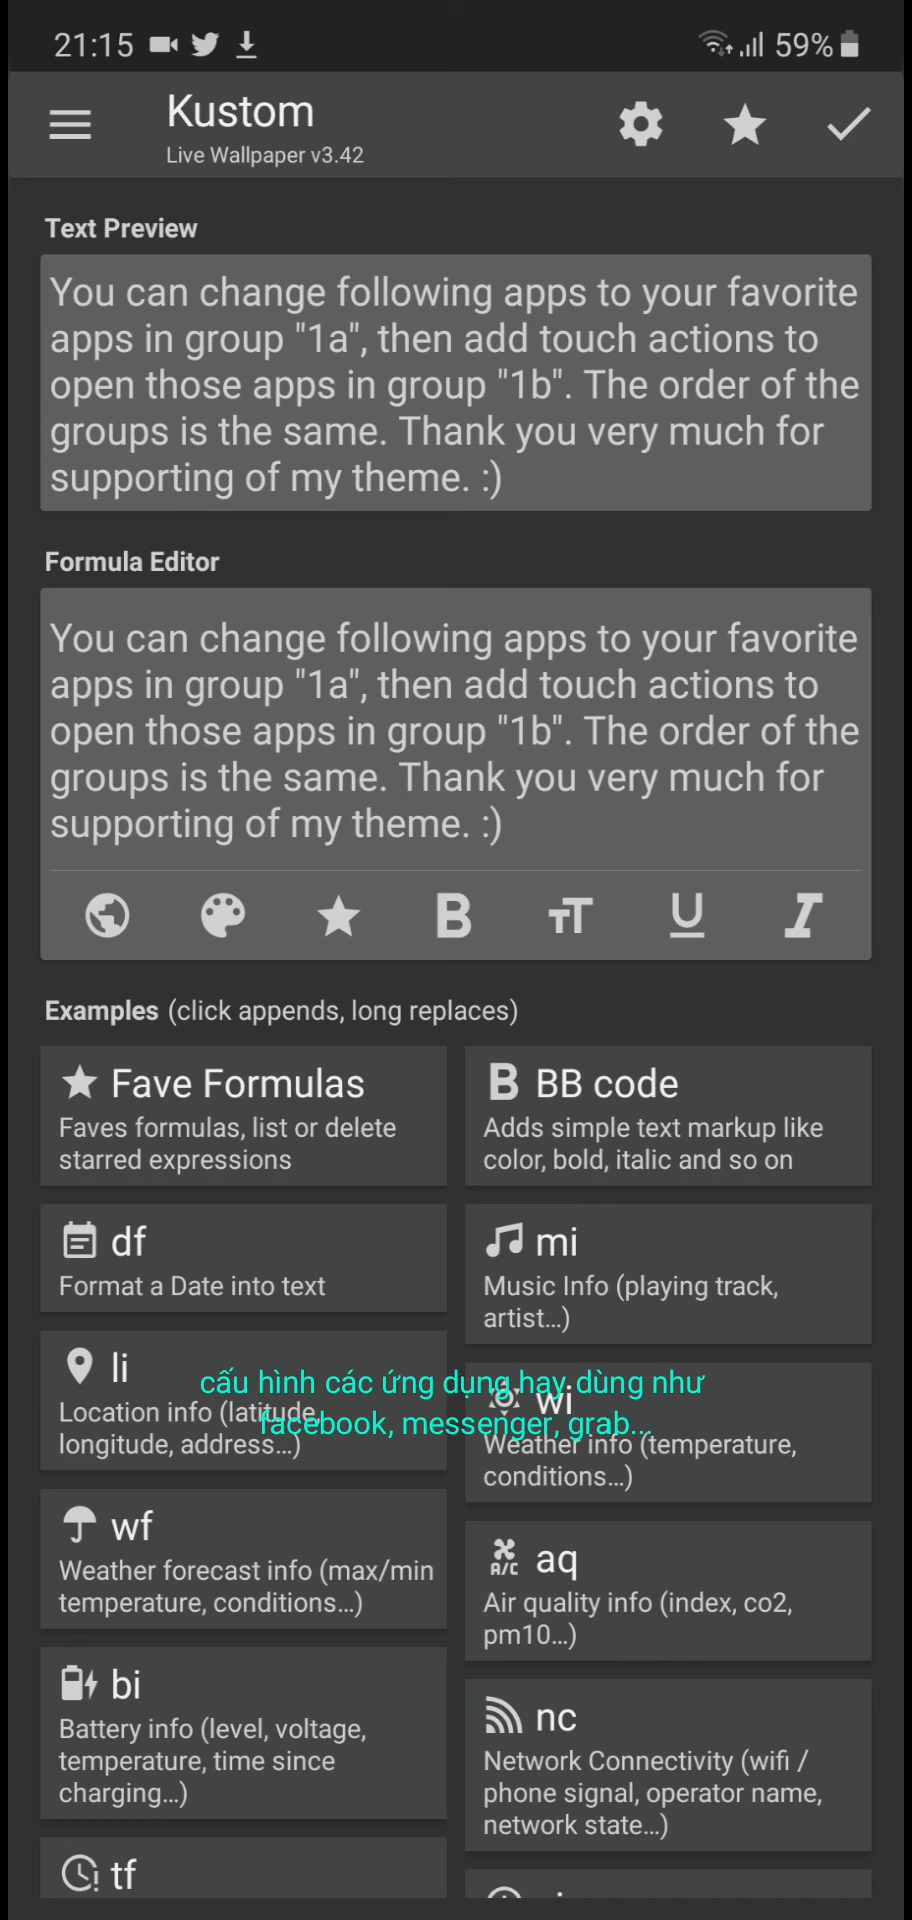 21:15
59%
Kustom
Live Wallpaper v3.42
Text Preview
You can change following apps to your favorite
apps in group "1a", then add touch actions to
open those apps in group "1b". The order of the
groups is the same. Thank you very much for
supporting of my theme. :)
Formula Editor
You can change following apps to your favorite
apps in group "1a", then add touch actions to
open those apps in group "1b". The order of the
groups is the same. Thank you very much for
supporting of my theme. :)
B TT U I
Examples (click appends, long replaces)
Fave Formulas
Faves formulas, list or delete
starred expressions
B BB code
Adds simple text markup like
color, bold, italic and so on
df
Format a Date into text
mi
Music Info (playing track,
artist...)
li
Location info (latitude,
longitude, address...)
cấu hình các ứng dụng hay dùng như
facebook, messenger, grab...
wi
Weather info (temperature,
conditions...)
wf
Weather forecast info (max/min
temperature, conditions...)
A/C aq
Air quality info (index, co2,
pm10...)
bi
Battery info (level, voltage,
temperature, time since
charging...)
nc
Network Connectivity (wifi /
phone signal, operator name,
network state...)
tf